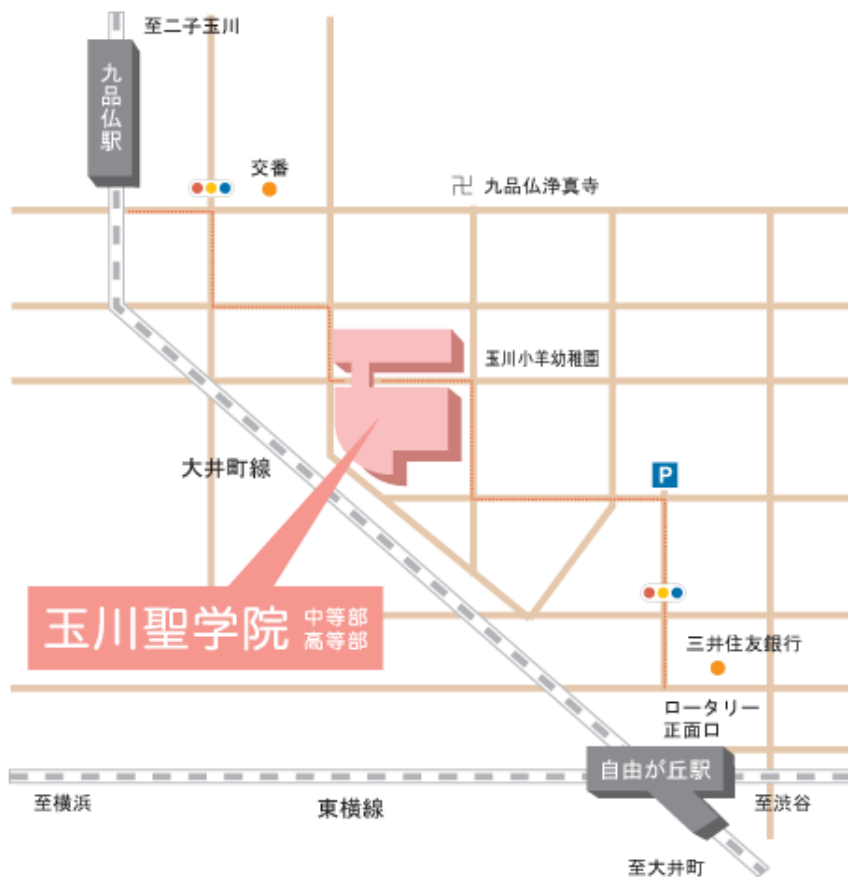 至二子玉川
九品仏駅
交番
卍 九品仏浄真寺
玉川小羊幼稚園
大井町線
P
玉川聖学院 中等部
高等部
三井住友銀行
ロータリー
正面口
自由が丘駅
至横浜
東横線
至渋谷
至大井町